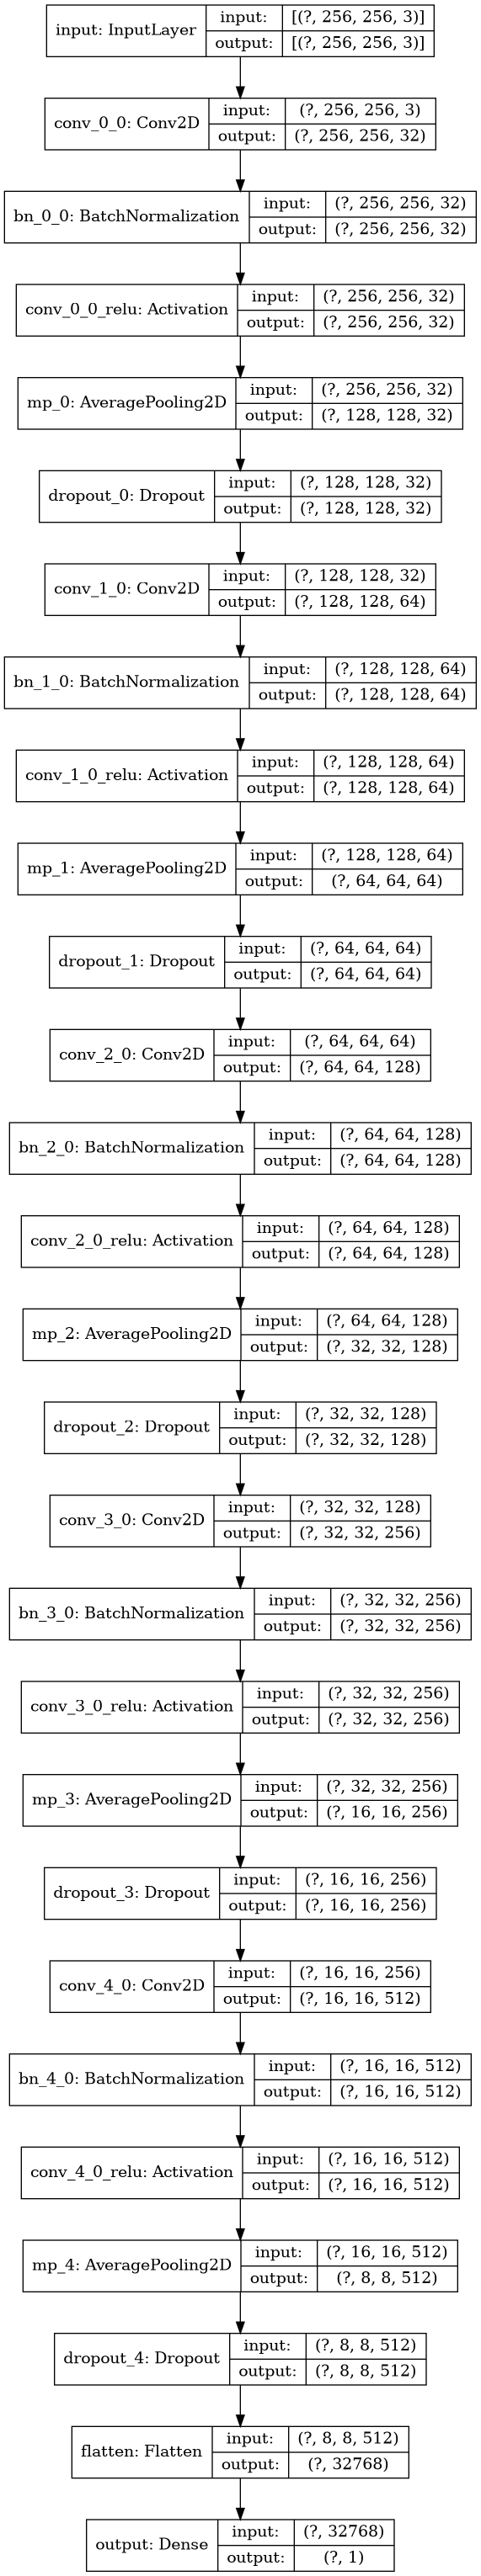 input: InputLayer input: [(?, 256, 256, 3)]
output: [(?, 256, 256, 3)]
conv_0_0: Conv2D input: (?, 256, 256, 3)
output: (?, 256, 256, 32)
bn_0_0: BatchNormalization input: (?, 256, 256, 32)
output: (?, 256, 256, 32)
conv_0_0_relu: Activation input: (?, 256, 256, 32)
output: (?, 256, 256, 32)
mp_0: AveragePooling2D input: (?, 256, 256, 32)
output: (?, 128, 128, 32)
dropout_0: Dropout input: (?, 128, 128, 32)
output: (?, 128, 128, 32)
conv_1_0: Conv2D input: (?, 128, 128, 32)
output: (?, 128, 128, 64)
bn_1_0: BatchNormalization input: (?, 128, 128, 64)
output: (?, 128, 128, 64)
conv_1_0_relu: Activation input: (?, 128, 128, 64)
output: (?, 128, 128, 64)
mp_1: AveragePooling2D input: (?, 128, 128, 64)
output: (?, 64, 64, 64)
dropout_1: Dropout input: (?, 64, 64, 64)
output: (?, 64, 64, 64)
conv_2_0: Conv2D input: (?, 64, 64, 64)
output: (?, 64, 64, 128)
bn_2_0: BatchNormalization input: (?, 64, 64, 128)
output: (?, 64, 64, 128)
conv_2_0_relu: Activation input: (?, 64, 64, 128)
output: (?, 64, 64, 128)
mp_2: AveragePooling2D input: (?, 64, 64, 128)
output: (?, 32, 32, 128)
dropout_2: Dropout input: (?, 32, 32, 128)
output: (?, 32, 32, 128)
conv_3_0: Conv2D input: (?, 32, 32, 128)
output: (?, 32, 32, 256)
bn_3_0: BatchNormalization input: (?, 32, 32, 256)
output: (?, 32, 32, 256)
conv_3_0_relu: Activation input: (?, 32, 32, 256)
output: (?, 32, 32, 256)
mp_3: AveragePooling2D input: (?, 32, 32, 256)
output: (?, 16, 16, 256)
dropout_3: Dropout input: (?, 16, 16, 256)
output: (?, 16, 16, 256)
conv_4_0: Conv2D input: (?, 16, 16, 256)
output: (?, 16, 16, 512)
bn_4_0: BatchNormalization input: (?, 16, 16, 512)
output: (?, 16, 16, 512)
conv_4_0_relu: Activation input: (?, 16, 16, 512)
output: (?, 16, 16, 512)
mp_4: AveragePooling2D input: (?, 16, 16, 512)
output: (?, 8, 8, 512)
dropout_4: Dropout input: (?, 8, 8, 512)
output: (?, 8, 8, 512)
flatten: Flatten input: (?, 8, 8, 512)
output: (?, 32768)
output: Dense input: (?, 32768)
output: (?, 1)